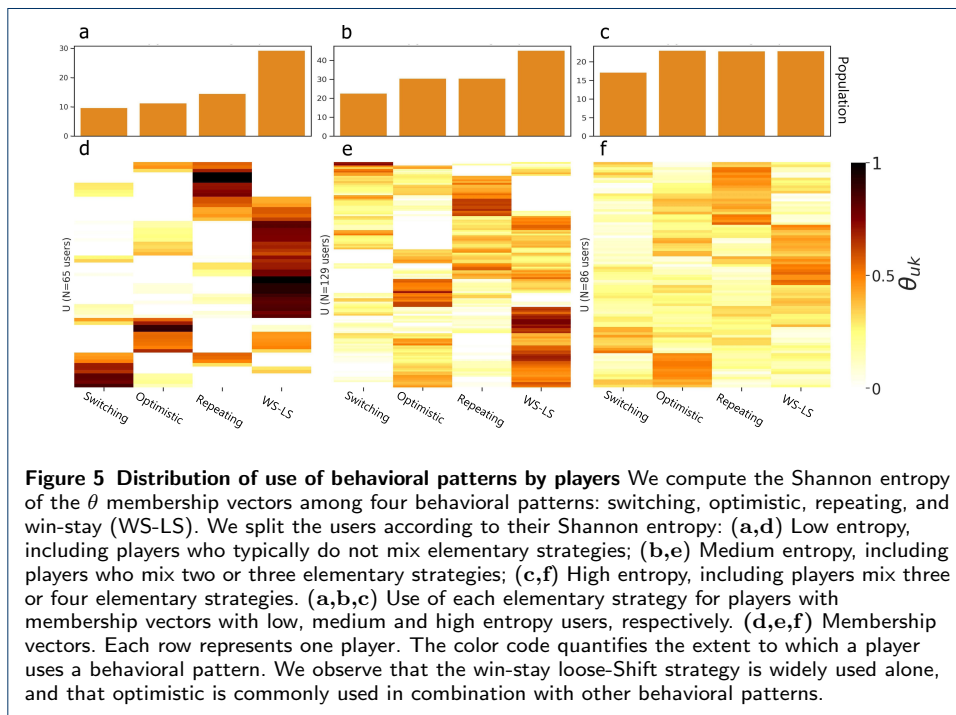 a
b
c
30
20
10
0
40
20
0
25
20
15
10
5
0
Population
d
e
f
U (N=65 users)
U (N=129 users)
U (N=86 users)
1
0.5
0
θuk
Switching
Optimistic
Repeating
WS-LS
Switching
Optimistic
Repeating
WS-LS
Switching
Optimistic
Repeating
WS-LS
Figure 5 Distribution of use of behavioral patterns by players We compute the Shannon entropy
of the θ membership vectors among four behavioral patterns: switching, optimistic, repeating, and
win-stay (WS-LS). We split the users according to their Shannon entropy: (a,d) Low entropy,
including players who typically do not mix elementary strategies; (b,e) Medium entropy, including
players who mix two or three elementary strategies; (c,f) High entropy, including players mix three
or four elementary strategies. (a,b,c) Use of each elementary strategy for players with
membership vectors with low, medium and high entropy users, respectively. (d,e,f) Membership
vectors. Each row represents one player. The color code quantifies the extent to which a player
uses a behavioral pattern. We observe that the win-stay loose-Shift strategy is widely used alone,
and that optimistic is commonly used in combination with other behavioral patterns.